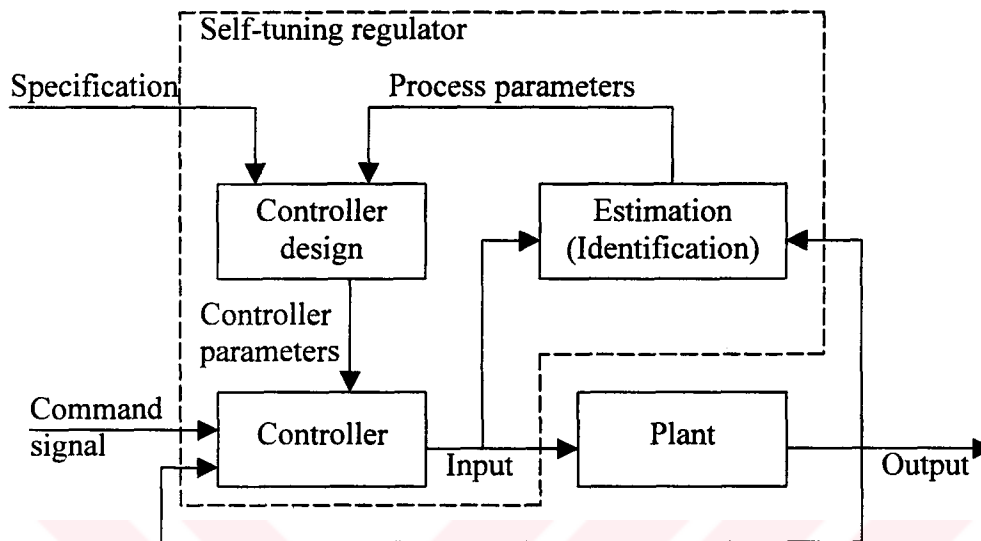 Self-tuning regulator
Specification
Process parameters
Controller
design
Estimation
(Identification)
Controller
parameters
Command
signal
Controller
Input
Plant
Output